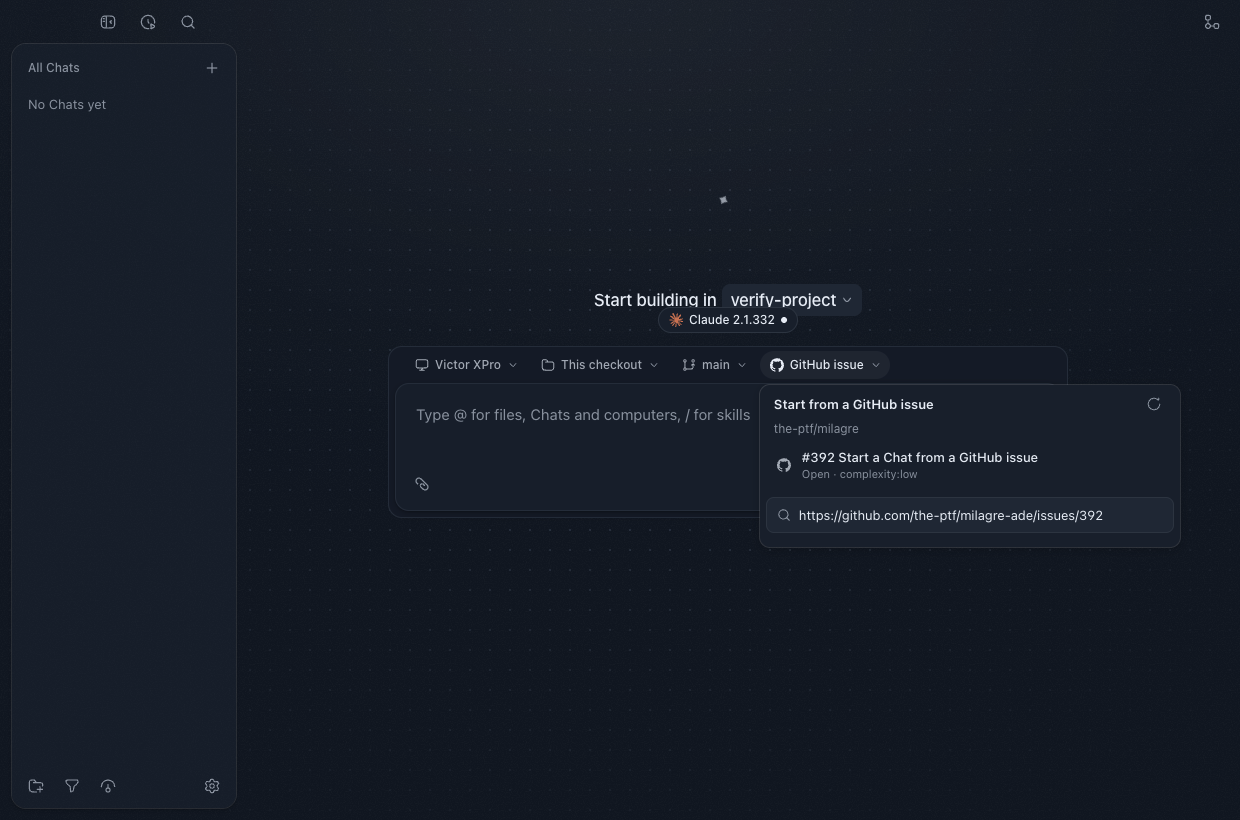 All Chats
No Chats yet
Start building in verify-project
Claude 2.1.332
Victor XPro This checkout main GitHub issue
Type @ for files, Chats and computers, / for skills
Start from a GitHub issue
the-ptf/milagre
#392 Start a Chat from a GitHub issue
Open · complexity:low
https://github.com/the-ptf/milagre-ade/issues/392